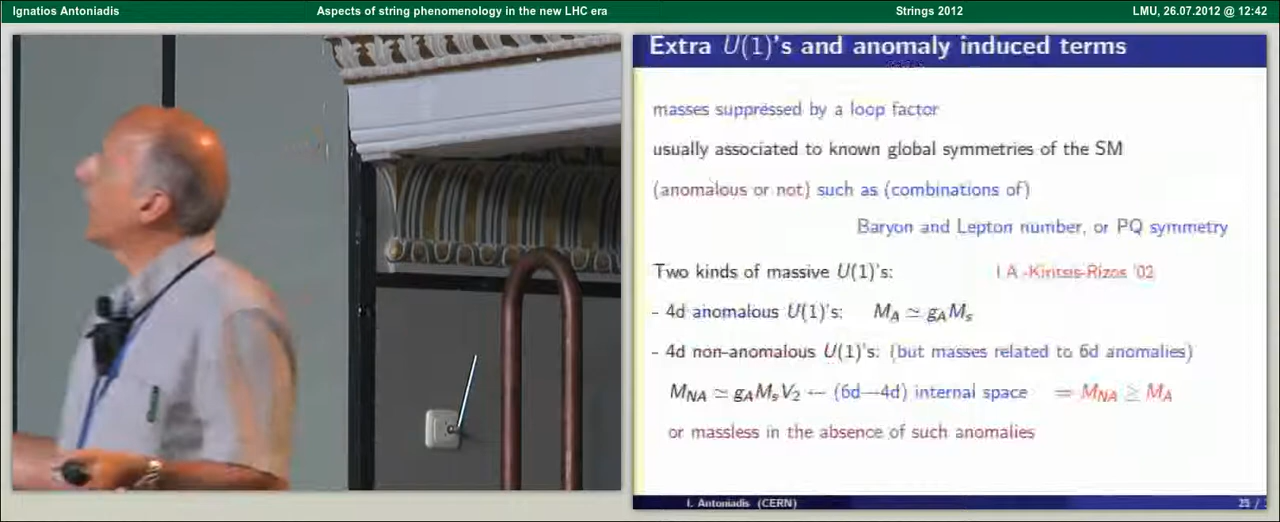 Ignatios Antoniadis Aspects of string phenomenology in the new LHC era Strings 2012 LMU, 26.07.2012 @ 12:42
Extra U(1)'s and anomaly induced terms
masses suppressed by a loop factor
usually associated to known global symmetries of the SM
(anomalous or not) such as (combinations of)
Baryon and Lepton number, or PQ symmetry
Two kinds of massive U(1)'s: I.A.-Kiritsis-Rizos '02
- 4d anomalous U(1)'s: M_A ≃ g_A M_s
- 4d non-anomalous U(1)'s: (but masses related to 6d anomalies)
M_NA ≃ g_A M_s V_2 ← (6d→4d) internal space ⇒ M_NA ≥ M_A
or massless in the absence of such anomalies
I. Antoniadis (CERN) 25 /